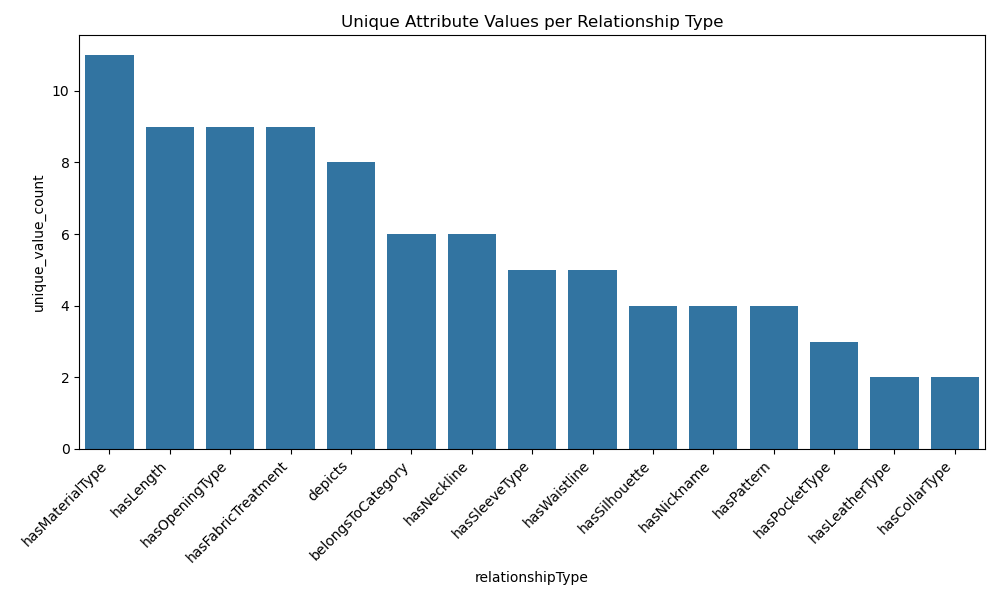 Unique Attribute Values per Relationship Type
unique_value_count
10
8
6
4
2
0
hasMaterialType
hasLength
hasOpeningType
hasFabricTreatment
depicts
belongsToCategory
hasNeckline
hasSleeveType
hasWaistline
hasSilhouette
hasNickname
hasPattern
hasPocketType
hasLeatherType
hasCollarType
relationshipType